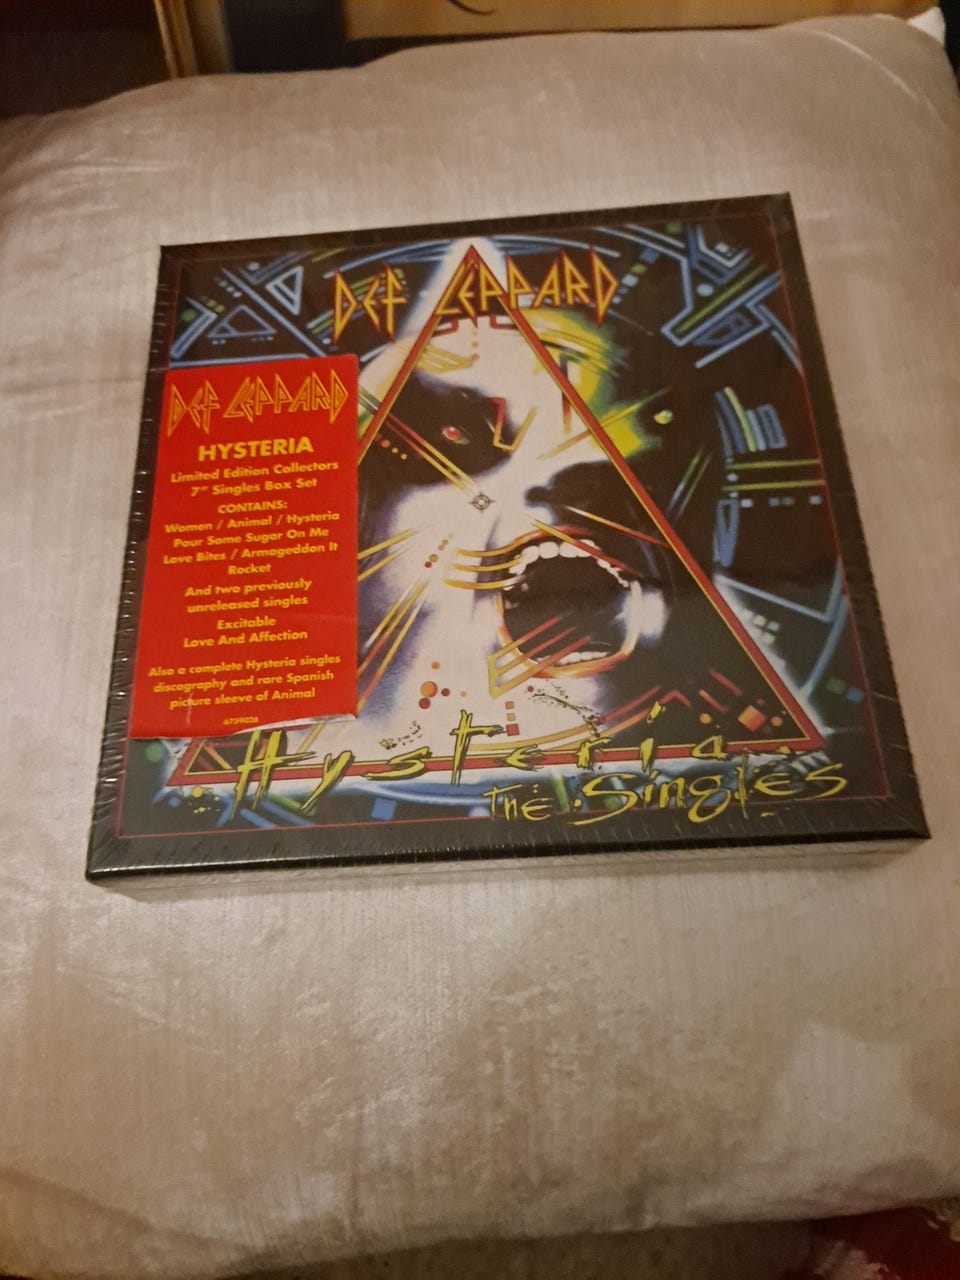 DEF LEPPARD
DEF LEPPARD
HYSTERIA
Limited Edition Collectors
7" Singles Box Set
CONTAINS:
Women / Animal / Hysteria
Pour Some Sugar On Me
Love Bites / Armageddon It
Rocket
And two previously
unreleased singles
Excitable
Love And Affection
Also a complete Hysteria singles
discography and rare Spanish
picture sleeve of Animal
6739026
Hysteria
The Singles